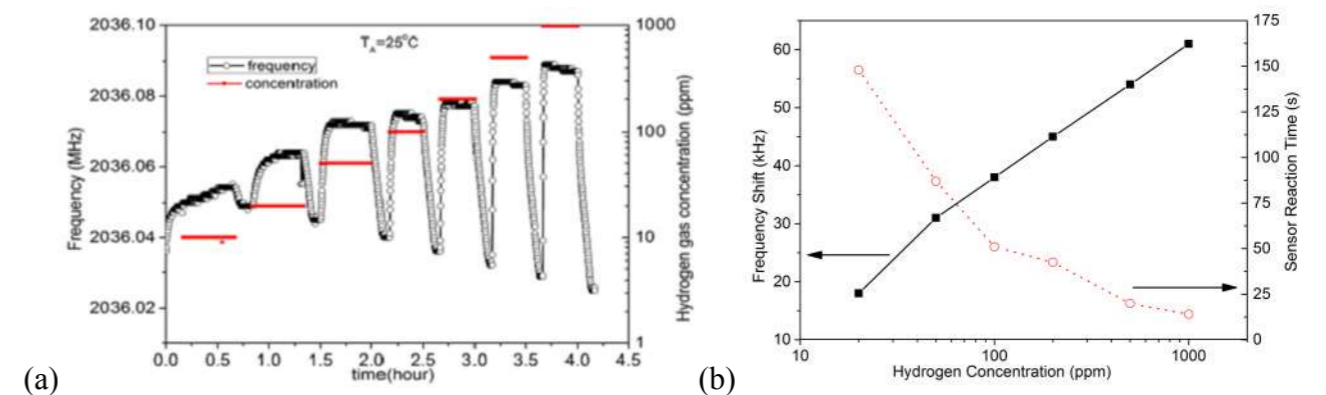 2036.10
2036.08
2036.06
2036.04
2036.02
Frequency (MHz)
T_A=25°C
frequency
concentration
1000
100
10
1
Hydrogen gas concentration (ppm)
0.0 0.5 1.0 1.5 2.0 2.5 3.0 3.5 4.0 4.5
time(hour)
(a)
60
50
40
30
20
10
Frequency Shift (kHz)
175
150
125
100
75
50
25
0
Sensor Reaction Time (s)
10 100 1000
Hydrogen Concentration (ppm)
(b)